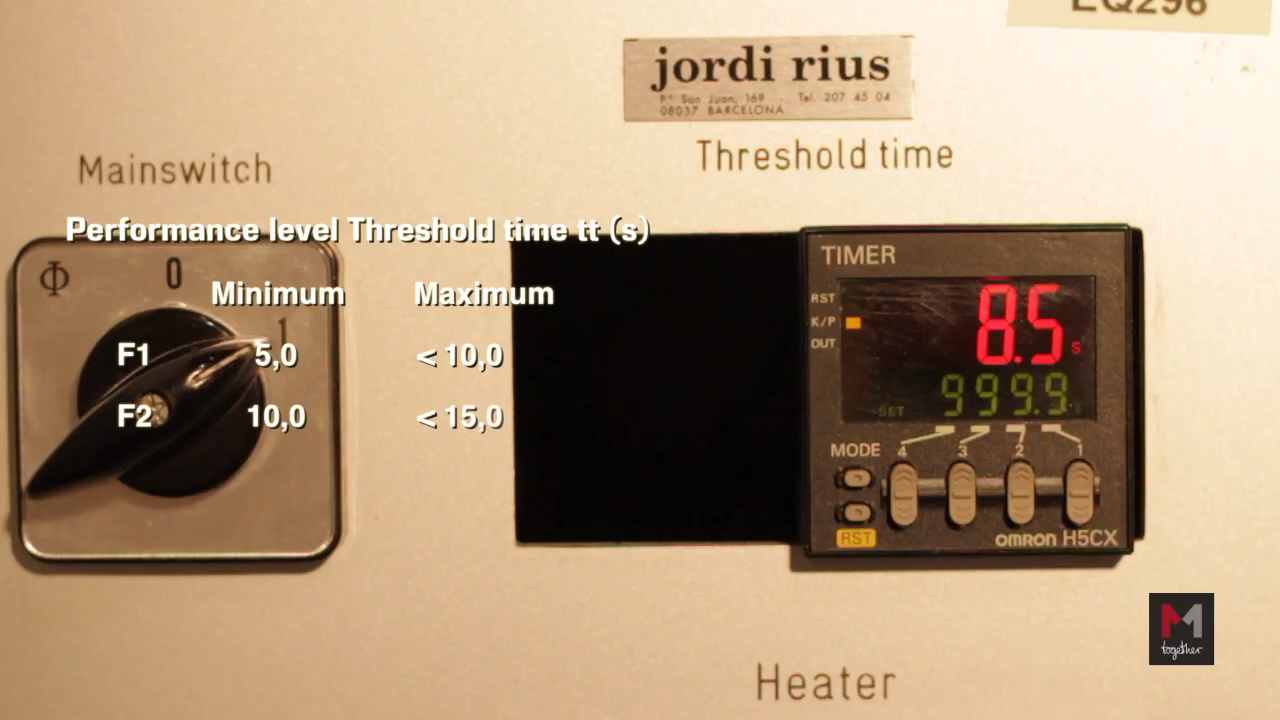 EQ296
jordi rius
P.º San Juan, 169 - Tel. 207 45 04
08037 BARCELONA
Mainswitch
Threshold time
Performance level Threshold time tt (s)
Minimum Maximum
F1 5,0 < 10,0
F2 10,0 < 15,0
Φ 0 1
TIMER
RST
K/P
OUT
8.5 s
SET 999.9 s
MODE 4 3 2 1
RST
omron H5CX
M
together
Heater